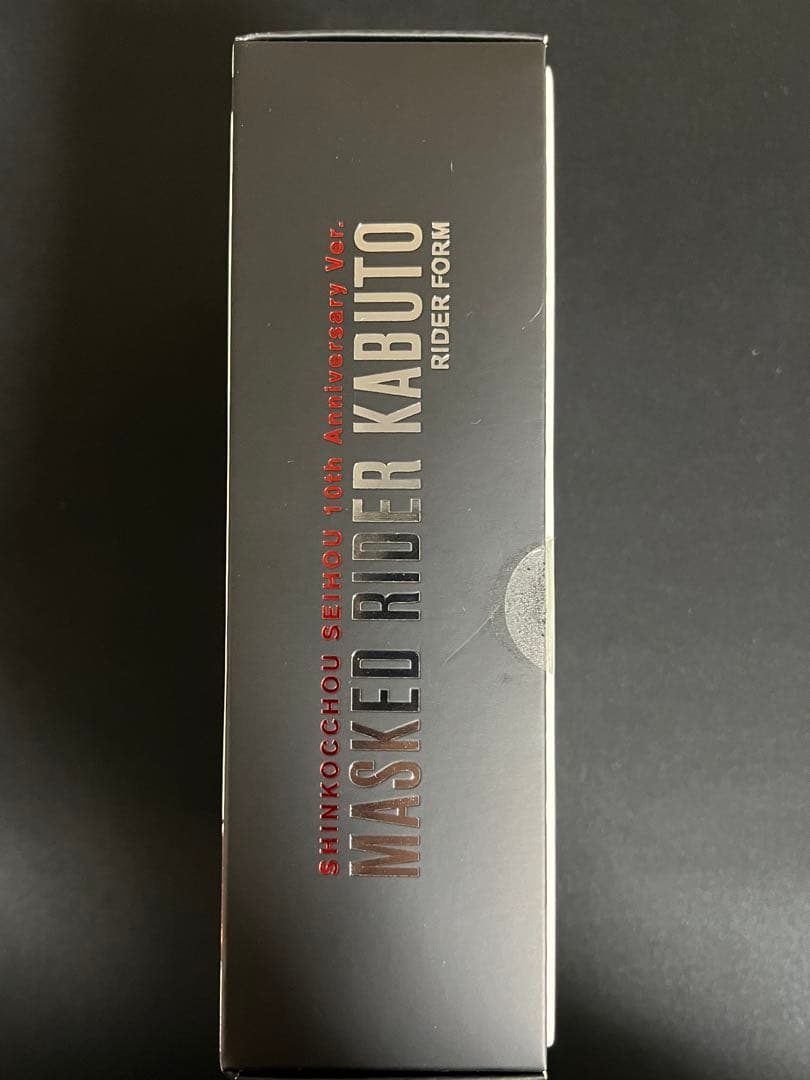 SHINKOCCHOU SEIHOU 10th Anniversary Ver.
MASKED RIDER KABUTO
RIDER FORM